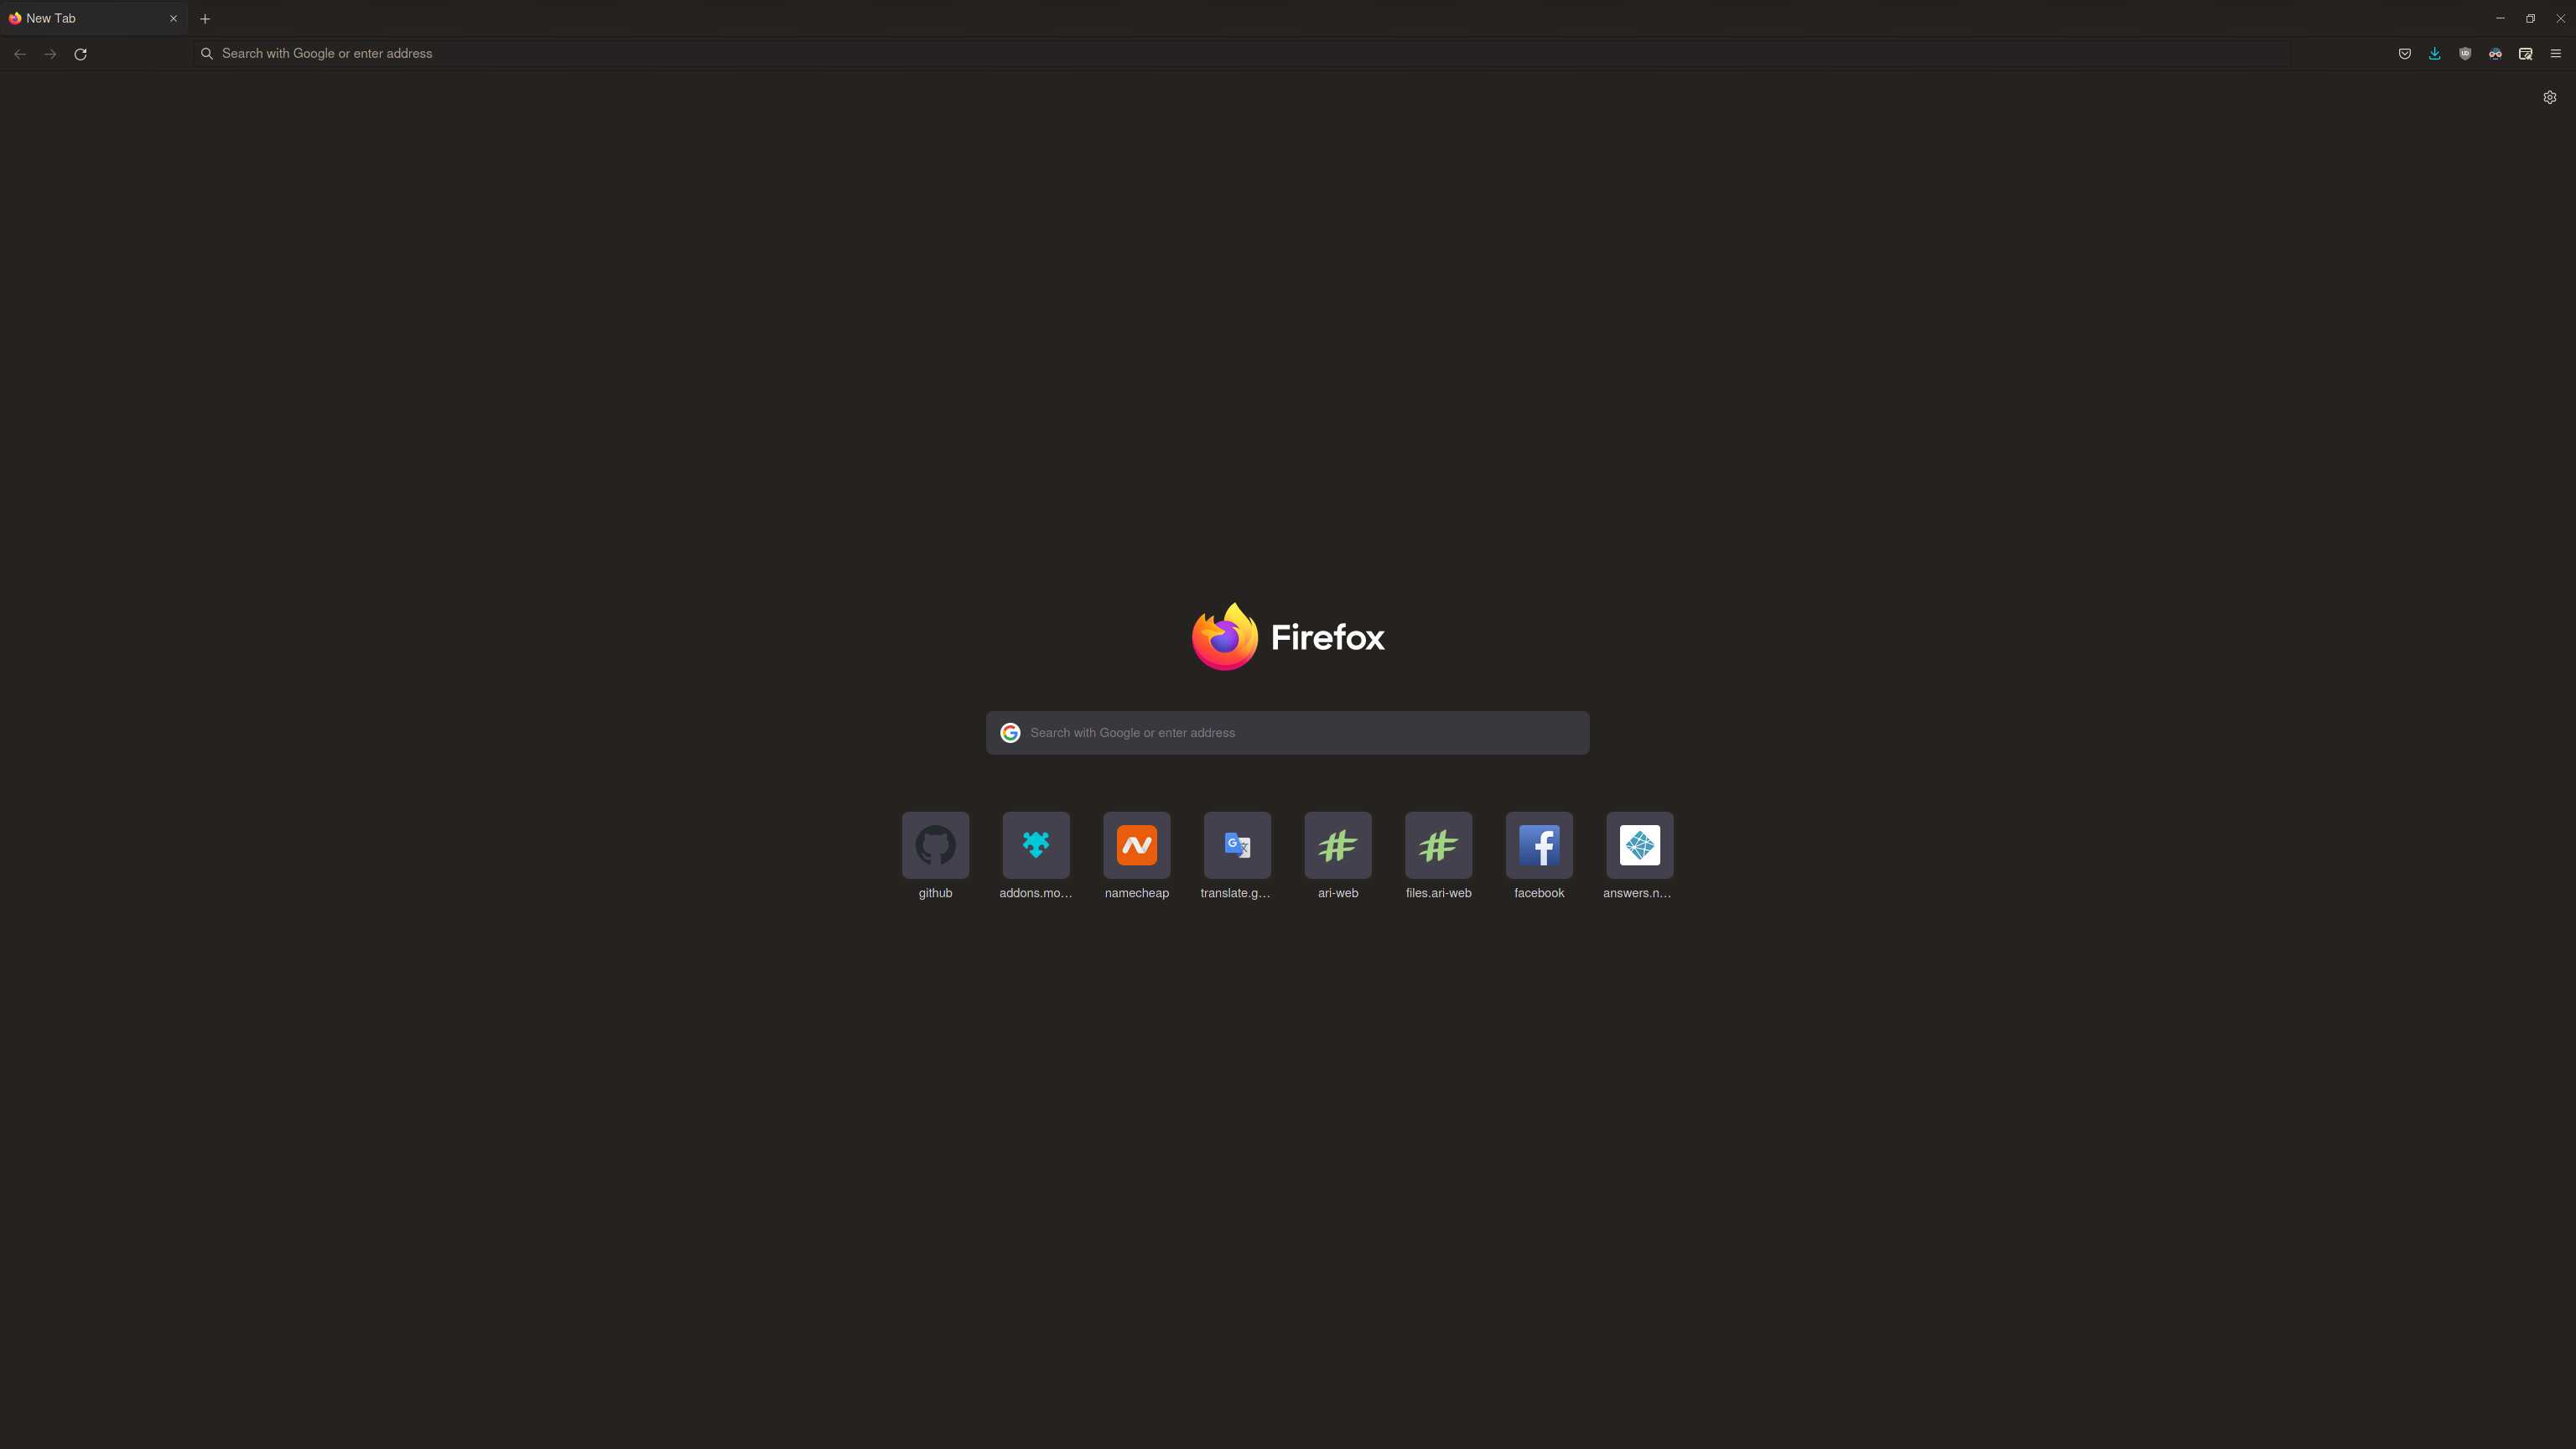 New Tab
Search with Google or enter address
Firefox
Search with Google or enter address
github
addons.mo…
namecheap
translate.g…
ari-web
files.ari-web
facebook
answers.n…